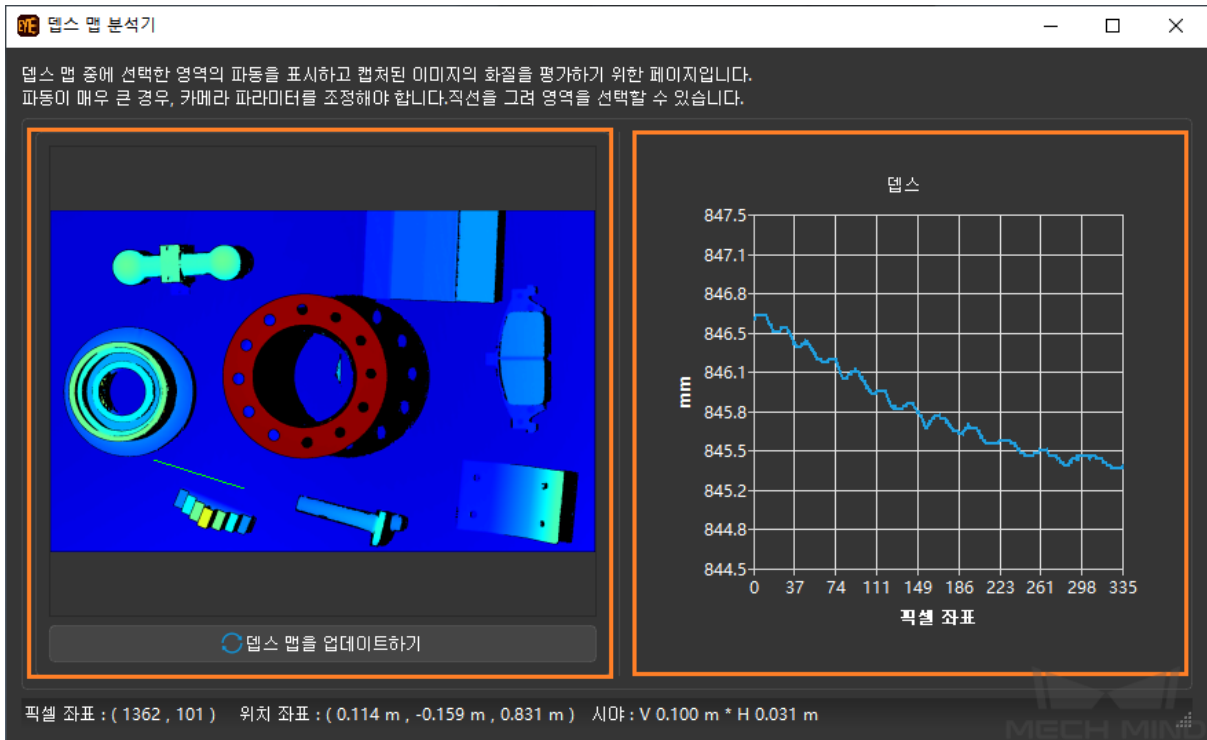 EYE 뎁스 맵 분석기
뎁스 맵 중에 선택한 영역의 파동을 표시하고 캡처된 이미지의 화질을 평가하기 위한 페이지입니다.
파동이 매우 큰 경우, 카메라 파라미터를 조정해야 합니다.직선을 그려 영역을 선택할 수 있습니다.
뎁스
847.5
847.1
846.8
846.5
846.1
845.8
845.5
845.2
844.8
844.5
mm
0 37 74 111 149 186 223 261 298 335
픽셀 좌표
뎁스 맵을 업데이트하기
픽셀 좌표 : ( 1362 , 101 ) 위치 좌표 : ( 0.114 m , -0.159 m , 0.831 m ) 시야 : V 0.100 m * H 0.031 m
MECH MIND